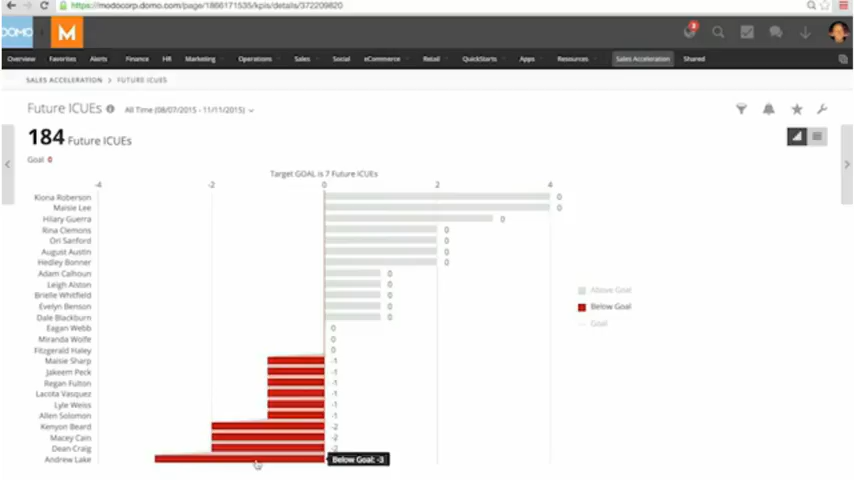 https://modocorp.domo.com/page/1866171535/kpis/details/372209820
DOMO M 3
Overview Favorites Alerts Finance HR Marketing Operations Sales Social eCommerce Retail QuickStarts Apps Resources Sales Acceleration Shared
SALES ACCELERATION > FUTURE ICUES
Future ICUEs All Time (08/07/2015 - 11/11/2015)
184 Future ICUEs
Goal 0
Target GOAL is 7 Future ICUEs
-4 -2 0 2 4
Kiona Roberson 0
Maisie Lee 0
Hilary Guerra 0
Rina Clemons 0
Ori Sanford 0
August Austin 0
Hedley Bonner 0
Adam Calhoun 0
Leigh Alston 0
Brielle Whitfield 0
Evelyn Benson 0
Dale Blackburn 0
Eagan Webb 0
Miranda Wolfe 0
Fitzgerald Haley 0
Maisie Sharp -1
Jakeem Peck -1
Regan Fulton -1
Lacota Vasquez -1
Lyle Weiss -1
Allen Solomon -1
Kenyon Beard -2
Macey Cain -2
Dean Craig -2
Andrew Lake Below Goal: -3
Above Goal
Below Goal
Goal